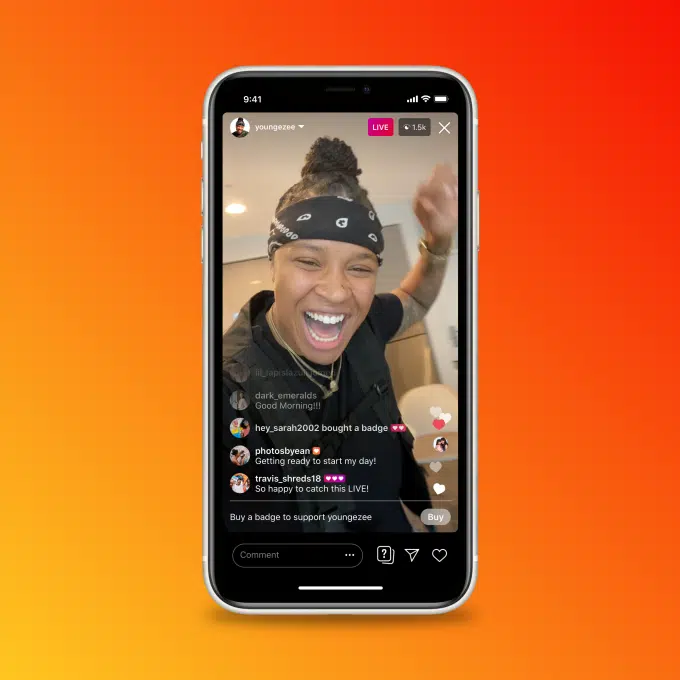 9:41
youngezee
LIVE
1.5k
dark_emeralds
Good Morning!!!
hey_sarah2002 bought a badge
photosbyean
Getting ready to start my day!
travis_shreds18
So happy to catch this LIVE!
Buy a badge to support youngezee
Buy
Comment